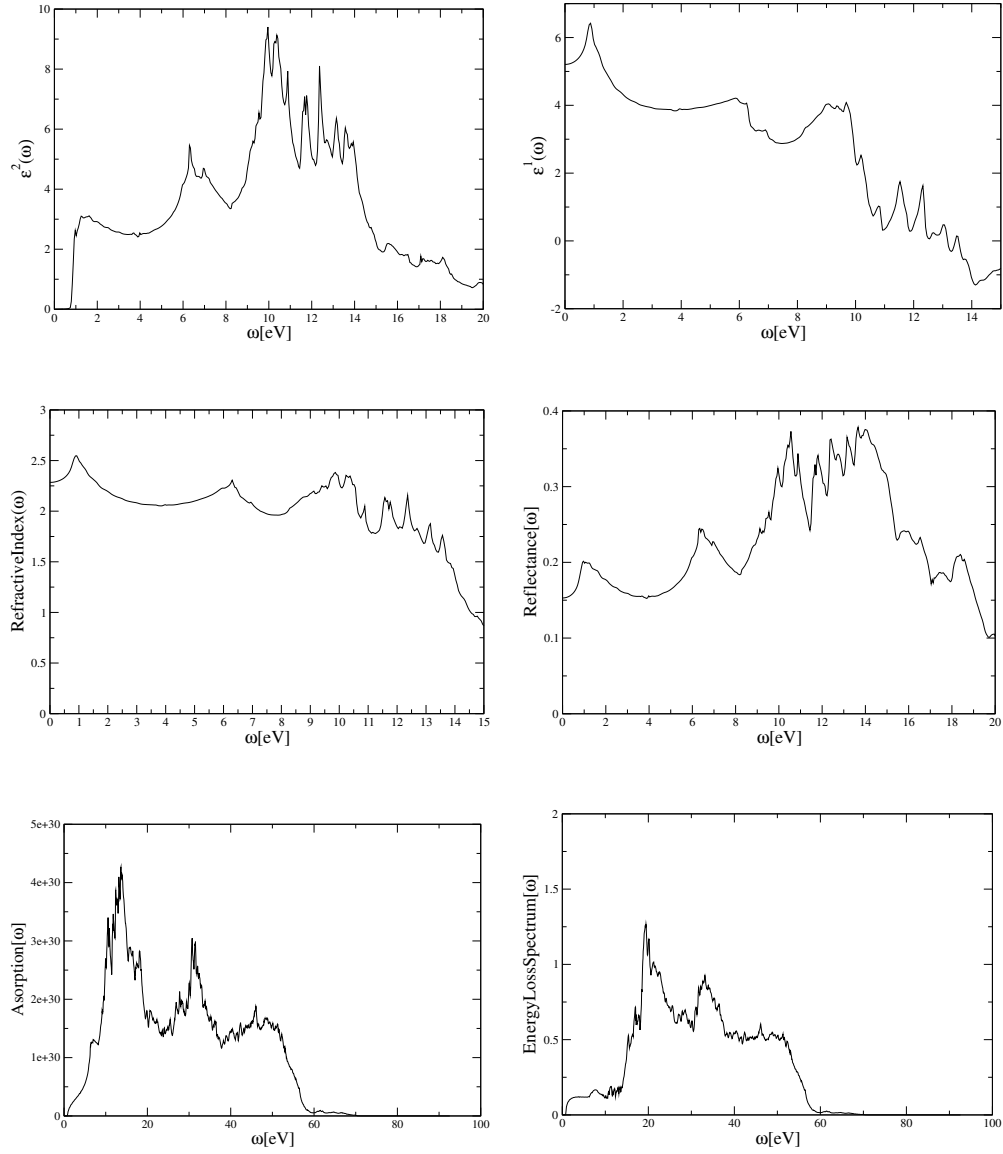 ε²(ω)
10
8
6
4
2
0
0 2 4 6 8 10 12 14 16 18 20
ω[eV]
ε¹(ω)
6
4
2
0
-2
0 2 4 6 8 10 12 14
ω[eV]
RefractiveIndex(ω)
3
2.5
2
1.5
1
0.5
0
0 1 2 3 4 5 6 7 8 9 10 11 12 13 14 15
ω[eV]
Reflectance[ω]
0.4
0.3
0.2
0.1
0
0 2 4 6 8 10 12 14 16 18 20
ω[eV]
Asorption[ω]
5e+30
4e+30
3e+30
2e+30
1e+30
0
0 20 40 60 80 100
ω[eV]
EnergyLossSpectrum[ω]
2
1.5
1
0.5
0
0 20 40 60 80 100
ω[eV]